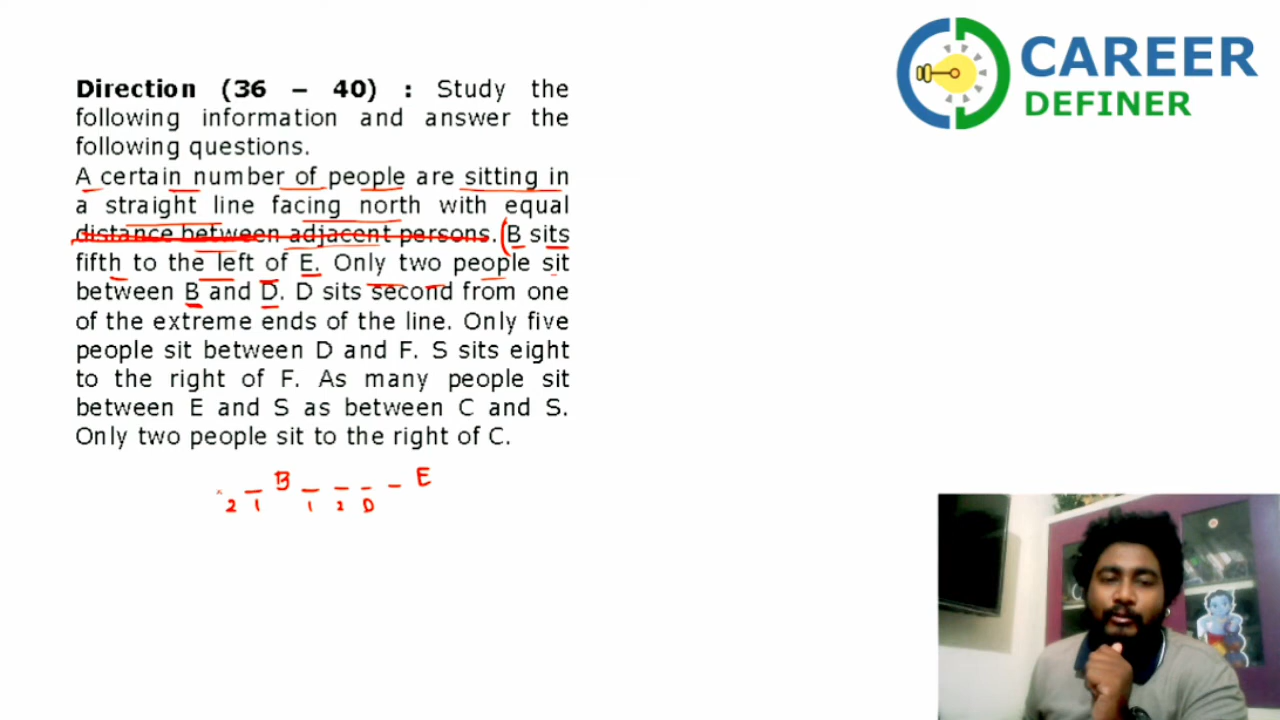 CAREER
DEFINER
Direction (36 – 40) : Study the
following information and answer the
following questions.
A certain number of people are sitting in
a straight line facing north with equal
distance between adjacent persons. (B sits
fifth to the left of E. Only two people sit
between B and D. D sits second from one
of the extreme ends of the line. Only five
people sit between D and F. S sits eight
to the right of F. As many people sit
between E and S as between C and S.
Only two people sit to the right of C.
B E
2 1 1 2 D